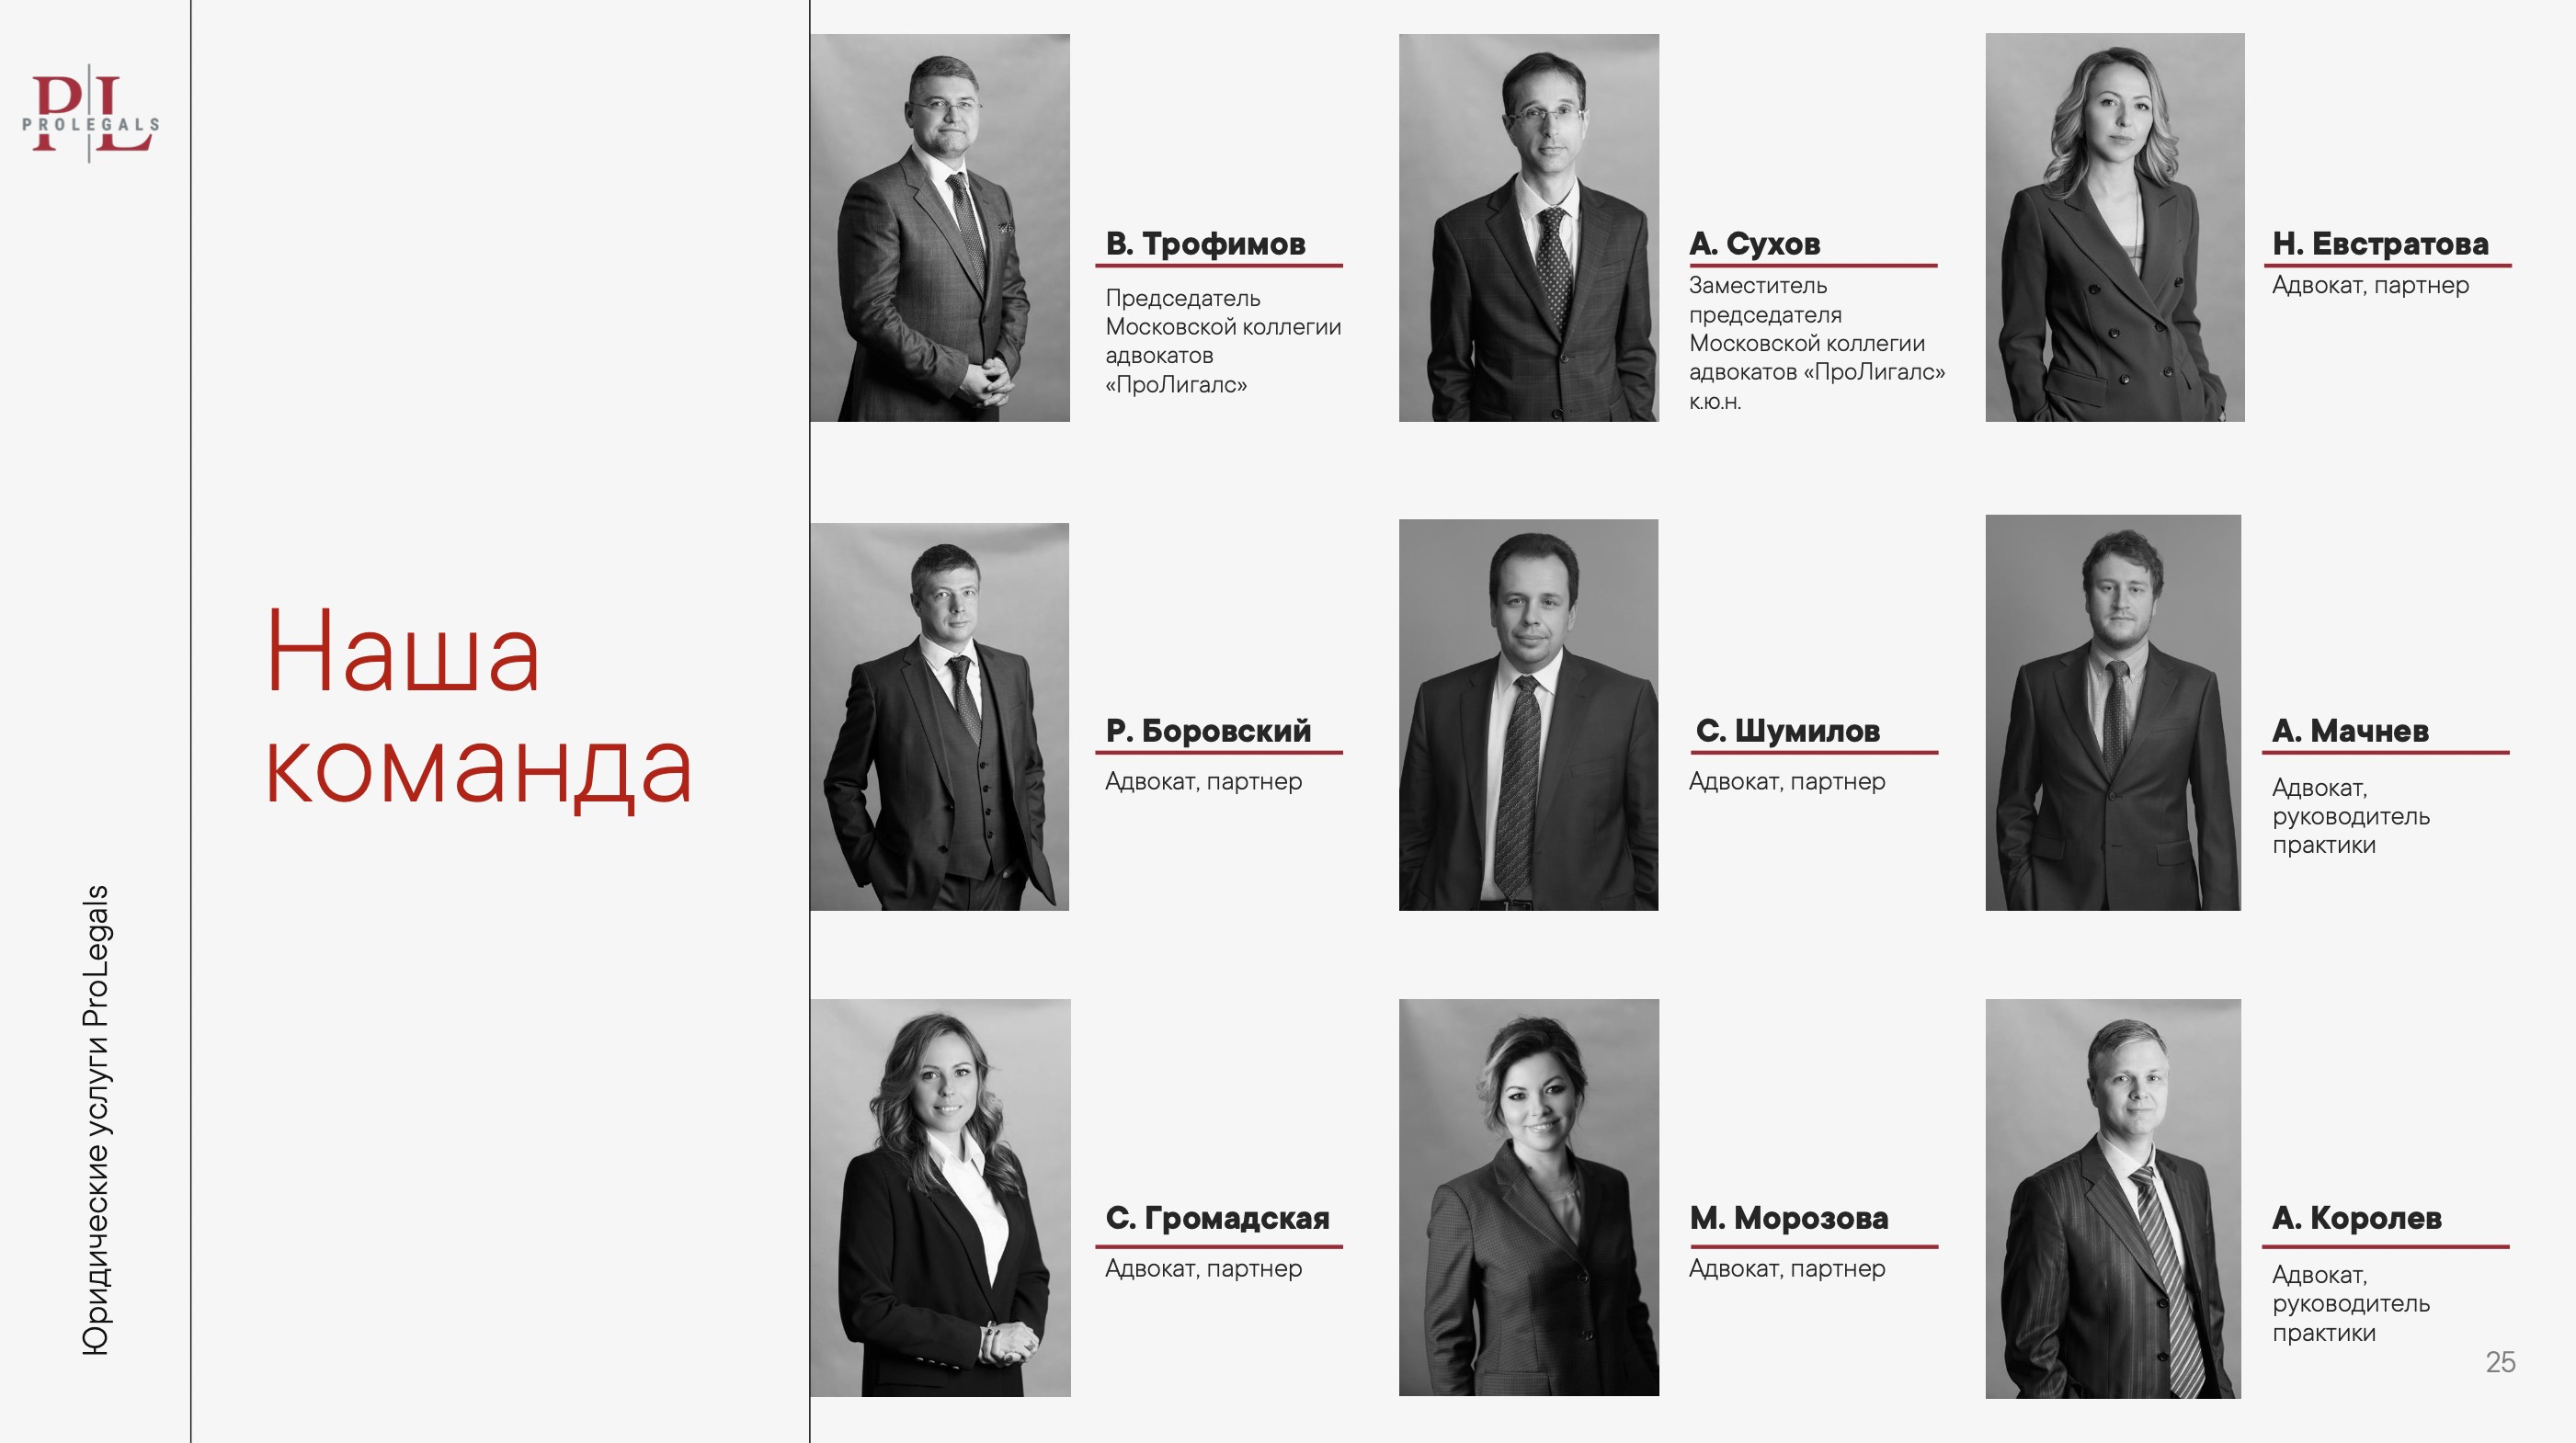 PL
PROLEGALS
Юридические услуги ProLegals
Наша
команда
В. Трофимов
Председатель
Московской коллегии
адвокатов
«ПроЛигалс»
А. Сухов
Заместитель
председателя
Московской коллегии
адвокатов «ПроЛигалс»
к.ю.н.
Н. Евстратова
Адвокат, партнер
Р. Боровский
Адвокат, партнер
С. Шумилов
Адвокат, партнер
А. Мачнев
Адвокат,
руководитель
практики
С. Громадская
Адвокат, партнер
М. Морозова
Адвокат, партнер
А. Королев
Адвокат,
руководитель
практики
25